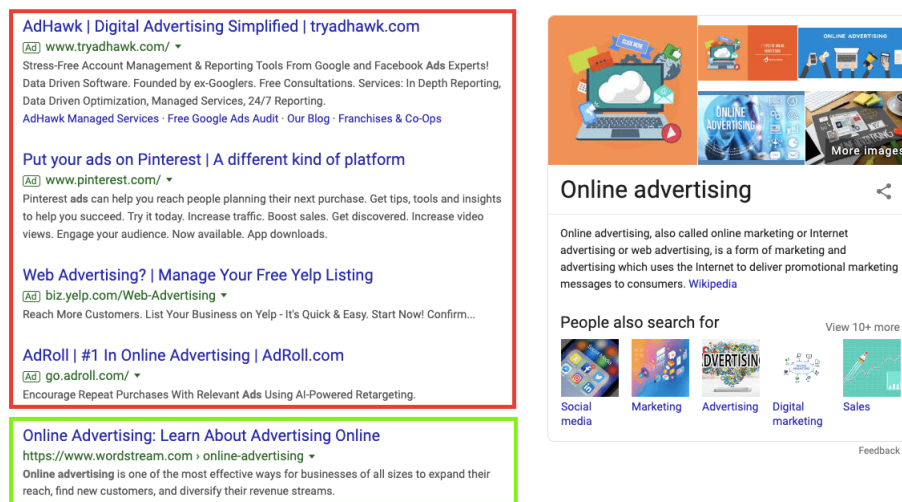 AdHawk | Digital Advertising Simplified | tryadhawk.com
Ad www.tryadhawk.com/
Stress-Free Account Management & Reporting Tools From Google and Facebook Ads Experts!
Data Driven Software. Founded by ex-Googlers. Free Consultations. Services: In Depth Reporting,
Data Driven Optimization, Managed Services, 24/7 Reporting.
AdHawk Managed Services · Free Google Ads Audit · Our Blog · Franchises & Co-Ops
Put your ads on Pinterest | A different kind of platform
Ad www.pinterest.com/
Pinterest ads can help you reach people planning their next purchase. Get tips, tools and insights
to help you succeed. Try it today. Increase traffic. Boost sales. Get discovered. Increase video
views. Engage your audience. Now available. App downloads.
Web Advertising? | Manage Your Free Yelp Listing
Ad biz.yelp.com/Web-Advertising
Reach More Customers. List Your Business on Yelp - It's Quick & Easy. Start Now! Confirm...
AdRoll | #1 In Online Advertising | AdRoll.com
Ad go.adroll.com/
Encourage Repeat Purchases With Relevant Ads Using AI-Powered Retargeting.
Online Advertising: Learn About Advertising Online
https://www.wordstream.com › online-advertising
Online advertising is one of the most effective ways for businesses of all sizes to expand their
reach, find new customers, and diversify their revenue streams.
CLICK HERE
ONLINE ADVERTISING
ONLINE
ADVERTISING
More images
Online advertising
Online advertising, also called online marketing or Internet
advertising or web advertising, is a form of marketing and
advertising which uses the Internet to deliver promotional marketing
messages to consumers. Wikipedia
People also search for
View 10+ more
ADVERTISIN
Social
media
Marketing
Advertising
Digital
marketing
Sales
Feedback